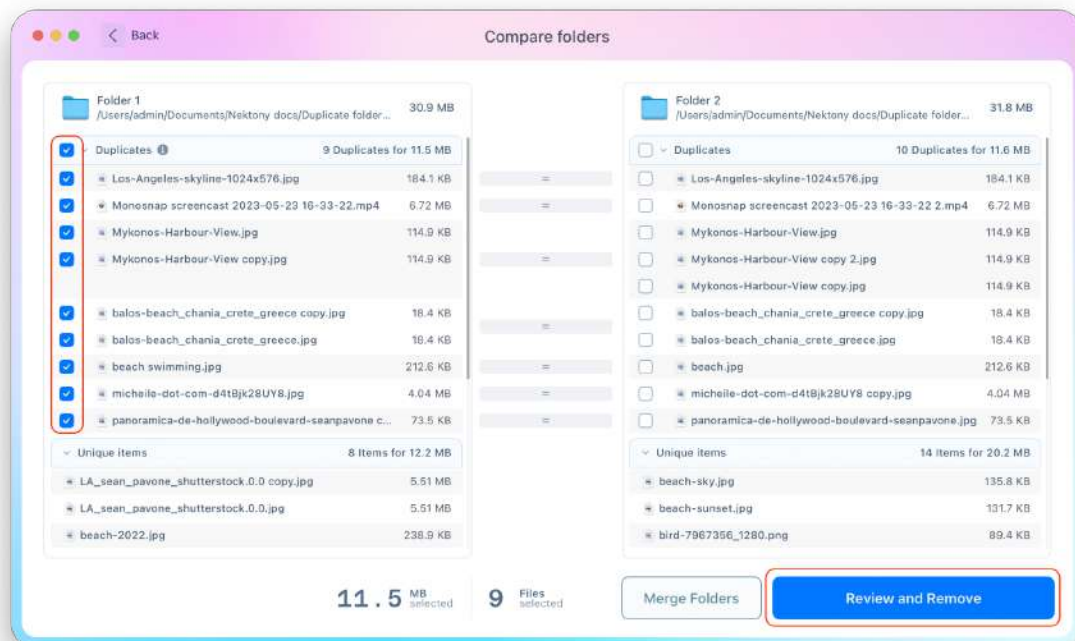 Back
Compare folders
Folder 1
/Users/admin/Documents/Nektony docs/Duplicate folder...
30.9 MB
Duplicates
9 Duplicates for 11.5 MB
Los-Angeles-skyline-1024x576.jpg 184.1 KB
Monosnap screencast 2023-05-23 16-33-22.mp4 6.72 MB
Mykonos-Harbour-View.jpg 114.9 KB
Mykonos-Harbour-View copy.jpg 114.9 KB
balos-beach_chania_crete_greece copy.jpg 18.4 KB
balos-beach_chania_crete_greece.jpg 18.4 KB
beach swimming.jpg 212.6 KB
micheile-dot-com-d4tBjk28UY8.jpg 4.04 MB
panoramica-de-hollywood-boulevard-seanpavone c... 73.5 KB
Unique items 8 Items for 12.2 MB
LA_sean_pavone_shutterstock.0.0 copy.jpg 5.51 MB
LA_sean_pavone_shutterstock.0.0.jpg 5.51 MB
beach-2022.jpg 238.9 KB
=
=
=
=
=
=
=
Folder 2
/Users/admin/Documents/Nektony docs/Duplicate folder...
31.8 MB
Duplicates 10 Duplicates for 11.6 MB
Los-Angeles-skyline-1024x576.jpg 184.1 KB
Monosnap screencast 2023-05-23 16-33-22 2.mp4 6.72 MB
Mykonos-Harbour-View.jpg 114.9 KB
Mykonos-Harbour-View copy 2.jpg 114.9 KB
Mykonos-Harbour-View copy.jpg 114.9 KB
balos-beach_chania_crete_greece copy.jpg 18.4 KB
balos-beach_chania_crete_greece.jpg 18.4 KB
beach.jpg 212.6 KB
micheile-dot-com-d4tBjk28UY8 copy.jpg 4.04 MB
panoramica-de-hollywood-boulevard-seanpavone.jpg 73.5 KB
Unique items 14 Items for 20.2 MB
beach-sky.jpg 135.8 KB
beach-sunset.jpg 131.7 KB
bird-7967356_1280.png 89.4 KB
11.5 MB selected
9 Files selected
Merge Folders
Review and Remove